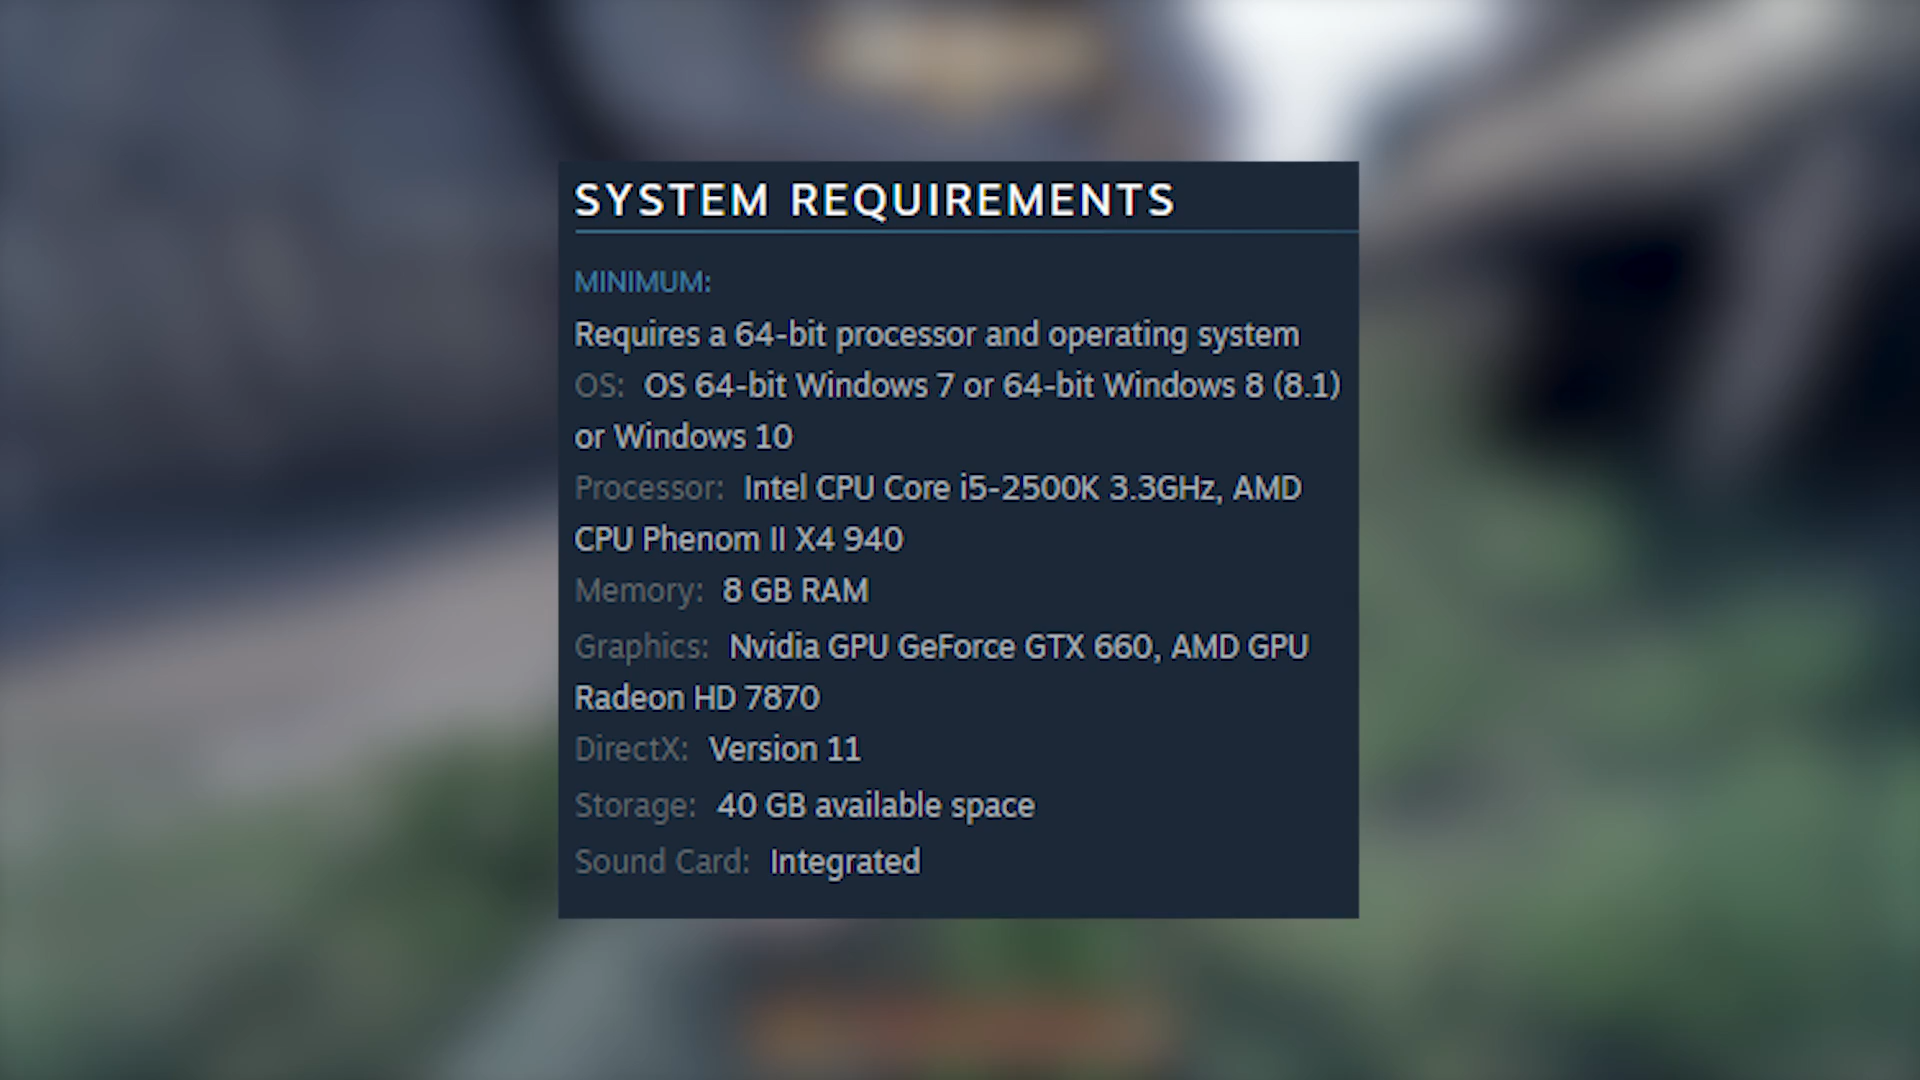 SYSTEM REQUIREMENTS
MINIMUM:
Requires a 64-bit processor and operating system
OS: OS 64-bit Windows 7 or 64-bit Windows 8 (8.1)
or Windows 10
Processor: Intel CPU Core i5-2500K 3.3GHz, AMD
CPU Phenom II X4 940
Memory: 8 GB RAM
Graphics: Nvidia GPU GeForce GTX 660, AMD GPU
Radeon HD 7870
DirectX: Version 11
Storage: 40 GB available space
Sound Card: Integrated